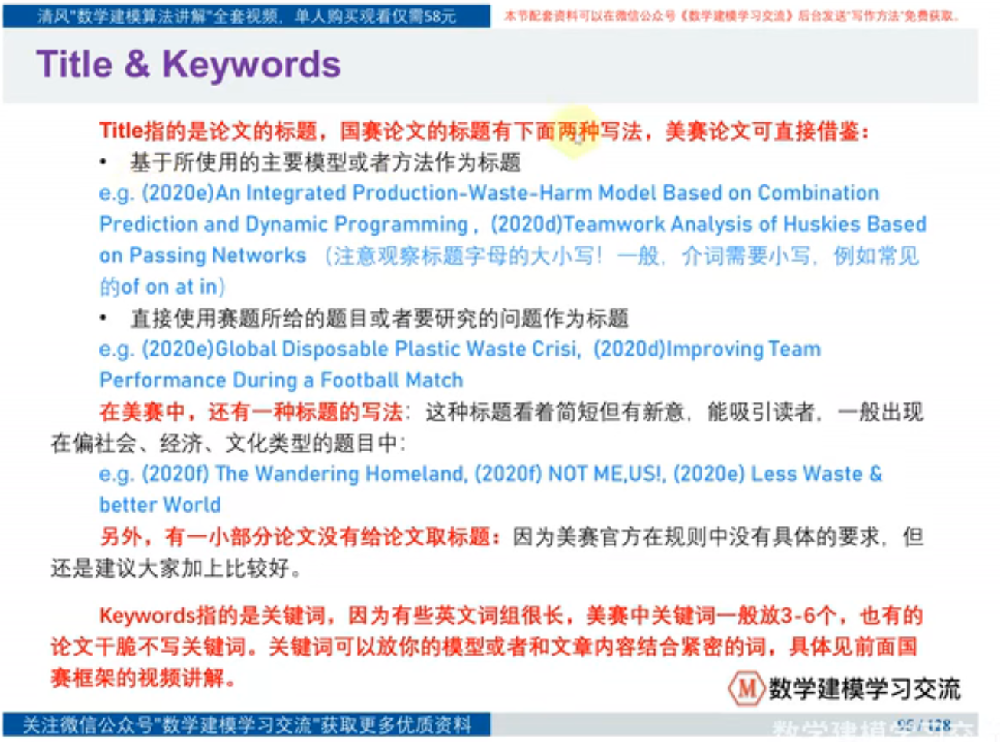 清风"数学建模算法讲解"全套视频，单人购买观看仅需58元
本节配套资料可以在微信公众号《数学建模学习交流》后台发送"写作方法"免费获取。
Title & Keywords
Title指的是论文的标题，国赛论文的标题有下面两种写法，美赛论文可直接借鉴：
• 基于所使用的主要模型或者方法作为标题
e.g. (2020e)An Integrated Production-Waste-Harm Model Based on Combination
Prediction and Dynamic Programming，(2020d)Teamwork Analysis of Huskies Based
on Passing Networks （注意观察标题字母的大小写！一般，介词需要小写，例如常见
的of on at in）
• 直接使用赛题所给的题目或者要研究的问题作为标题
e.g. (2020e)Global Disposable Plastic Waste Crisi, (2020d)Improving Team
Performance During a Football Match
在美赛中，还有一种标题的写法：这种标题看着简短但有新意，能吸引读者，一般出现
在偏社会、经济、文化类型的题目中：
e.g. (2020f) The Wandering Homeland, (2020f) NOT ME,US!, (2020e) Less Waste &
better World
另外，有一小部分论文没有给论文取标题：因为美赛官方在规则中没有具体的要求，但
还是建议大家加上比较好。
Keywords指的是关键词，因为有些英文词组很长，美赛中关键词一般放3-6个，也有的
论文干脆不写关键词。关键词可以放你的模型或者和文章内容结合紧密的词，具体见前面国
赛框架的视频讲解。
M 数学建模学习交流
关注微信公众号"数学建模学习交流"获取更多优质资料
数学建模学习交
/ 128